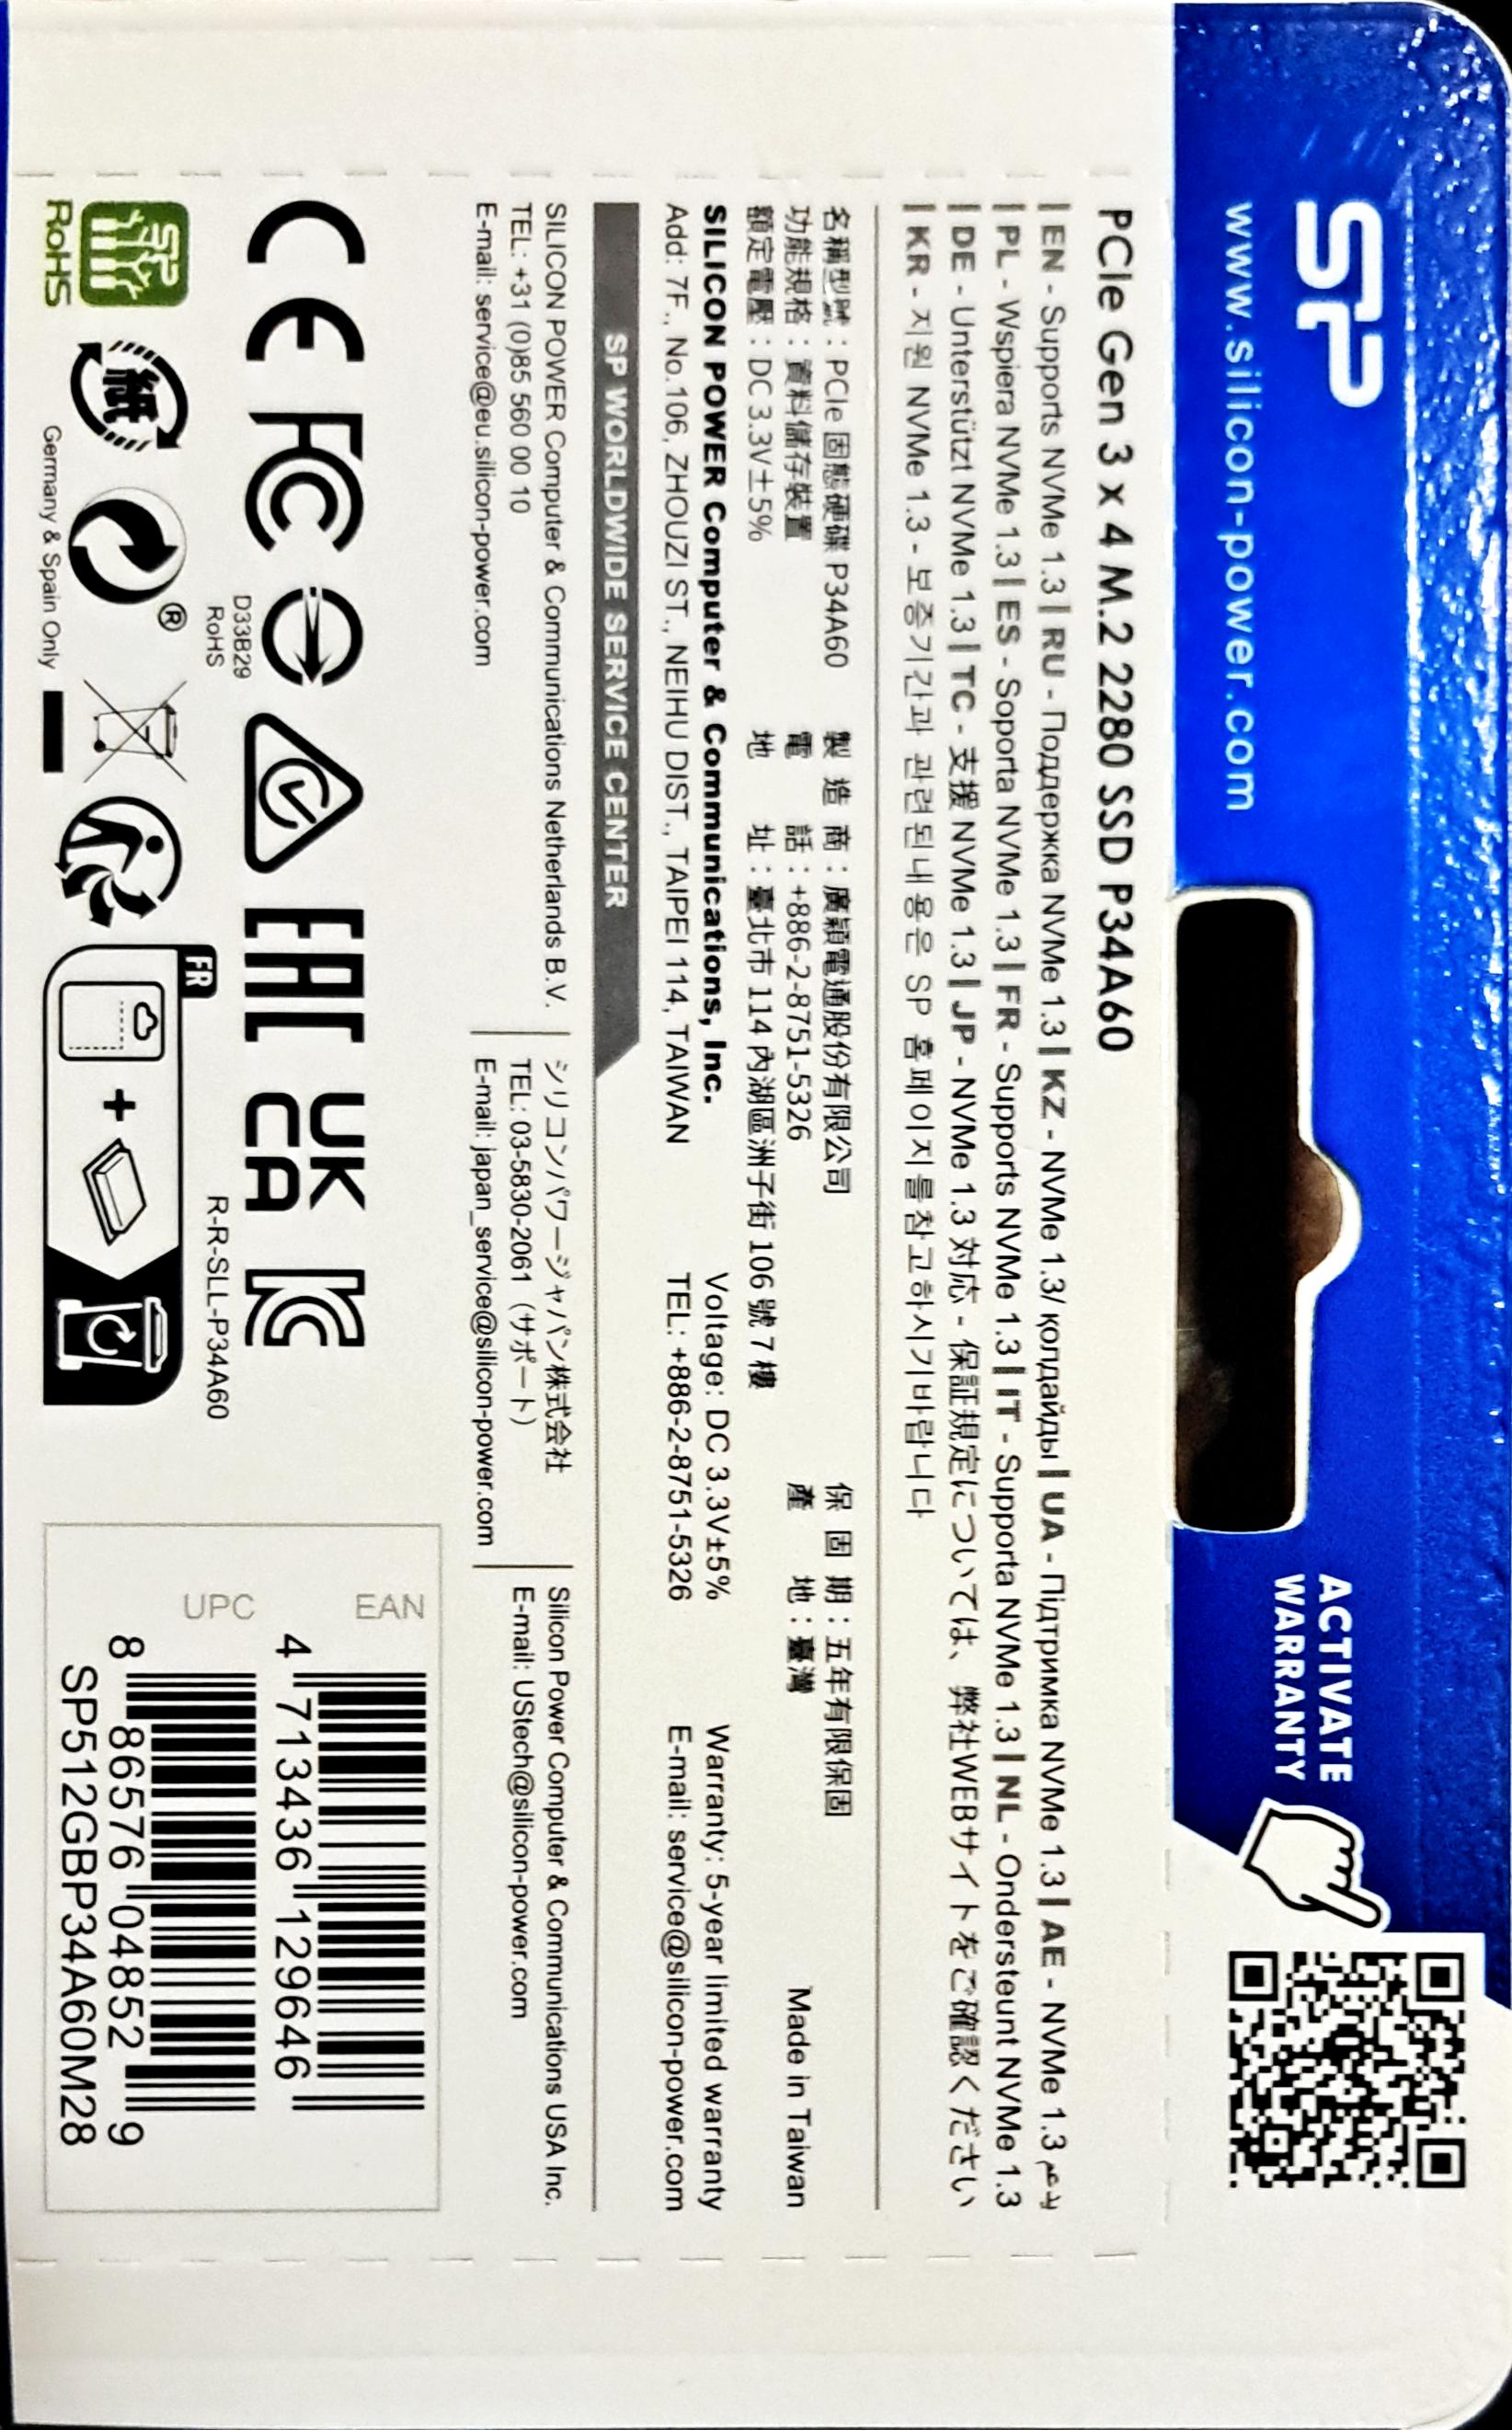 SP
www.silicon-power.com
ACTIVATE
WARRANTY
PCIe Gen 3 x 4 M.2 2280 SSD P34A60
| EN - Supports NVMe 1.3 | RU - Поддержка NVMe 1.3 | KZ - NVMe 1.3/ қолдайды | UA - Підтримка NVMe 1.3 | AE - NVMe 1.3 يدعم
| PL - Wspiera NVMe 1.3 | ES - Soporta NVMe 1.3 | FR - Supports NVMe 1.3 | IT - Supporta NVMe 1.3 | NL - Ondersteunt NVMe 1.3
| DE - Unterstützt NVMe 1.3 | TC - 支援 NVMe 1.3 | JP - NVMe 1.3 対応 - 保証規定については、弊社WEBサイトをご確認ください
| KR - 지원 NVMe 1.3 - 보증기간과 관련된내용은 SP 홈페이지를참고하시기바랍니다
名稱型號：PCIe 固態硬碟 P34A60 製造商：廣穎電通股份有限公司 保固期：五年有限保固
功能規格：資料儲存裝置 電話：+886-2-8751-5326 產地：臺灣 Made in Taiwan
額定電壓：DC 3.3V±5% 地址：臺北市 114 內湖區洲子街 106 號 7 樓
SILICON POWER Computer & Communications, Inc. Voltage: DC 3.3V±5% Warranty: 5-year limited warranty
Add: 7F., No.106, ZHOUZI ST., NEIHU DIST., TAIPEI 114, TAIWAN TEL: +886-2-8751-5326 E-mail: service@silicon-power.com
SP WORLDWIDE SERVICE CENTER
SILICON POWER Computer & Communications Netherlands B.V.
TEL: +31 (0)85 560 00 10
E-mail: service@eu.silicon-power.com
シリコンパワージャパン株式会社
TEL: 03-5830-2061（サポート）
E-mail: japan_service@silicon-power.com
Silicon Power Computer & Communications USA Inc.
E-mail: UStech@silicon-power.com
CE FC EAC UK CA KC
D33B29
RoHS
R-R-SLL-P34A60
SP
RoHS
紙
®
Germany & Spain Only
FR
+
EAN
4 713436 129646
UPC
8 86576 04852 9
SP512GBP34A60M28